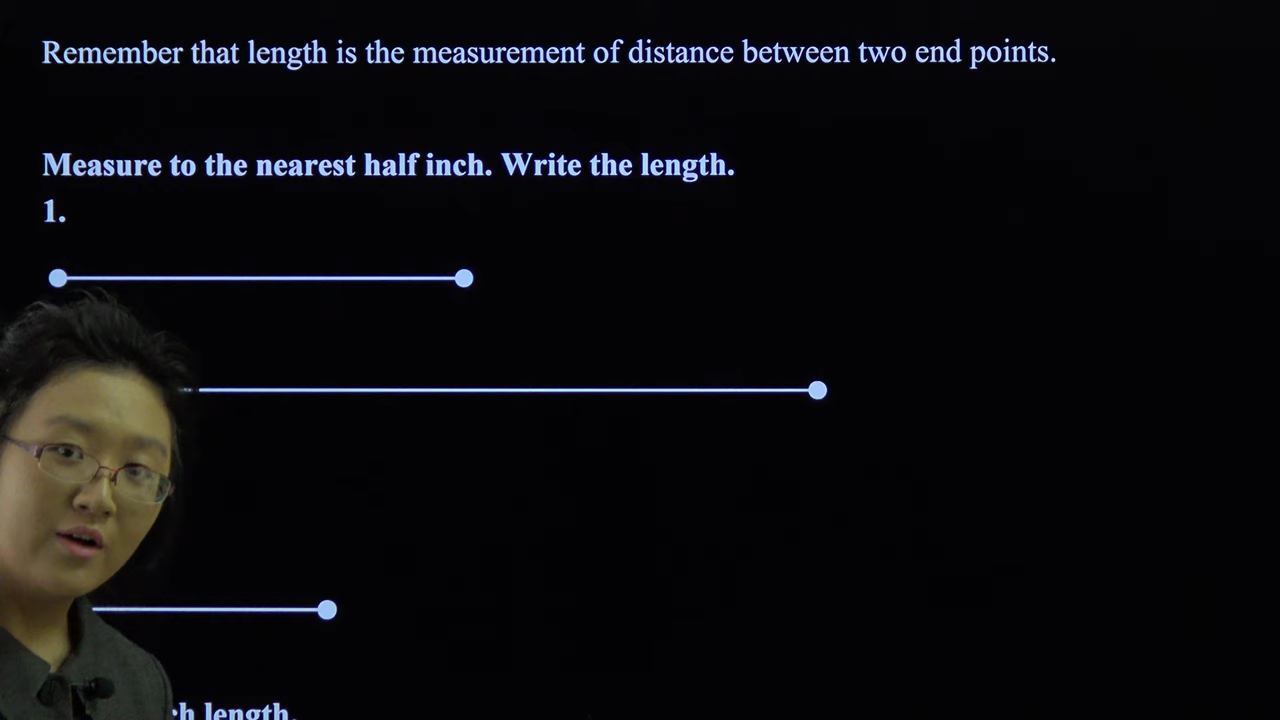 Remember that length is the measurement of distance between two end points.
Measure to the nearest half inch. Write the length.
1.
length.